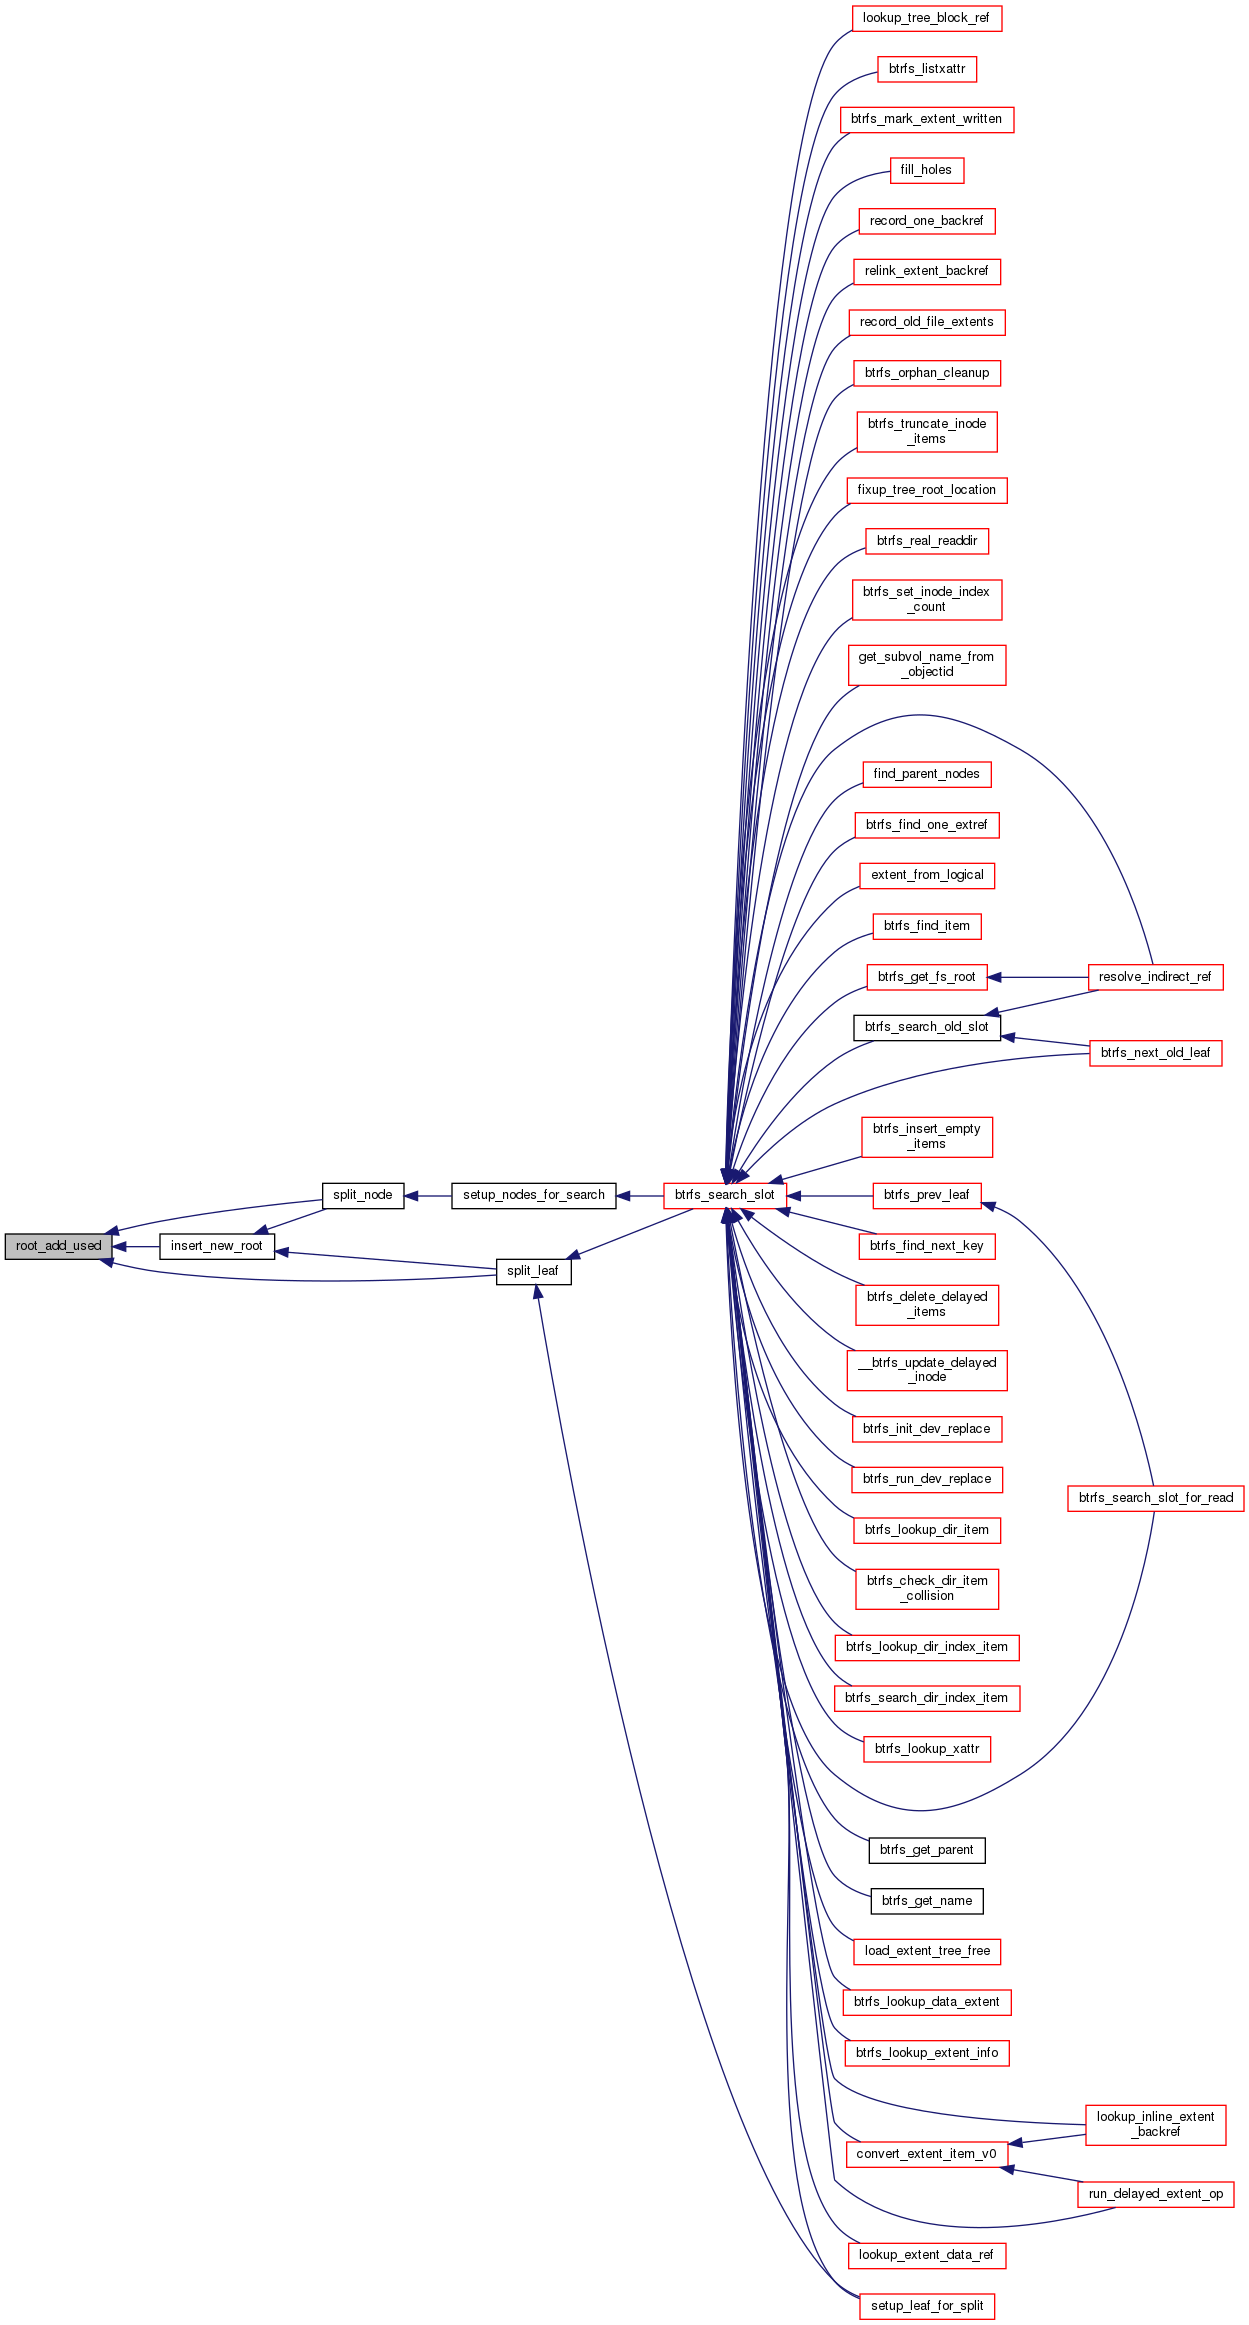 lookup_tree_block_ref
btrfs_listxattr
btrfs_mark_extent_written
fill_holes
record_one_backref
relink_extent_backref
record_old_file_extents
btrfs_orphan_cleanup
btrfs_truncate_inode
_items
fixup_tree_root_location
btrfs_real_readdir
btrfs_set_inode_index
_count
get_subvol_name_from
_objectid
find_parent_nodes
btrfs_find_one_extref
extent_from_logical
btrfs_find_item
btrfs_get_fs_root
resolve_indirect_ref
btrfs_search_old_slot
btrfs_next_old_leaf
btrfs_insert_empty
_items
split_node
setup_nodes_for_search
btrfs_search_slot
btrfs_prev_leaf
root_add_used
insert_new_root
btrfs_find_next_key
split_leaf
btrfs_delete_delayed
_items
__btrfs_update_delayed
_inode
btrfs_init_dev_replace
btrfs_run_dev_replace
btrfs_search_slot_for_read
btrfs_lookup_dir_item
btrfs_check_dir_item
_collision
btrfs_lookup_dir_index_item
btrfs_search_dir_index_item
btrfs_lookup_xattr
btrfs_get_parent
btrfs_get_name
load_extent_tree_free
btrfs_lookup_data_extent
btrfs_lookup_extent_info
lookup_inline_extent
_backref
convert_extent_item_v0
run_delayed_extent_op
lookup_extent_data_ref
setup_leaf_for_split